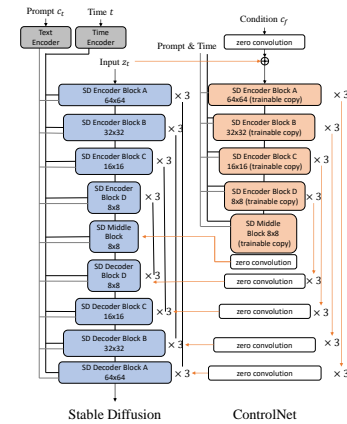 Prompt c_t
Time t
Text
Encoder
Time
Encoder
Input z_t
SD Encoder Block A
64x64
×3
SD Encoder Block B
32x32
×3
SD Encoder Block C
16x16
×3
SD Encoder
Block D
8x8
×3
SD Middle
Block
8x8
SD Decoder
Block D
8x8
×3
SD Decoder Block C
16x16
×3
SD Decoder Block B
32x32
×3
SD Decoder Block A
64x64
×3
Stable Diffusion
Condition c_f
zero convolution
Prompt & Time
SD Encoder Block A
64x64 (trainable copy)
×3
SD Encoder Block B
32x32 (trainable copy)
×3
SD Encoder Block C
16x16 (trainable copy)
×3
SD Encoder Block D
8x8 (trainable copy)
×3
SD Middle
Block 8x8
(trainable copy)
zero convolution
zero convolution
×3
zero convolution
×3
zero convolution
×3
zero convolution
×3
ControlNet